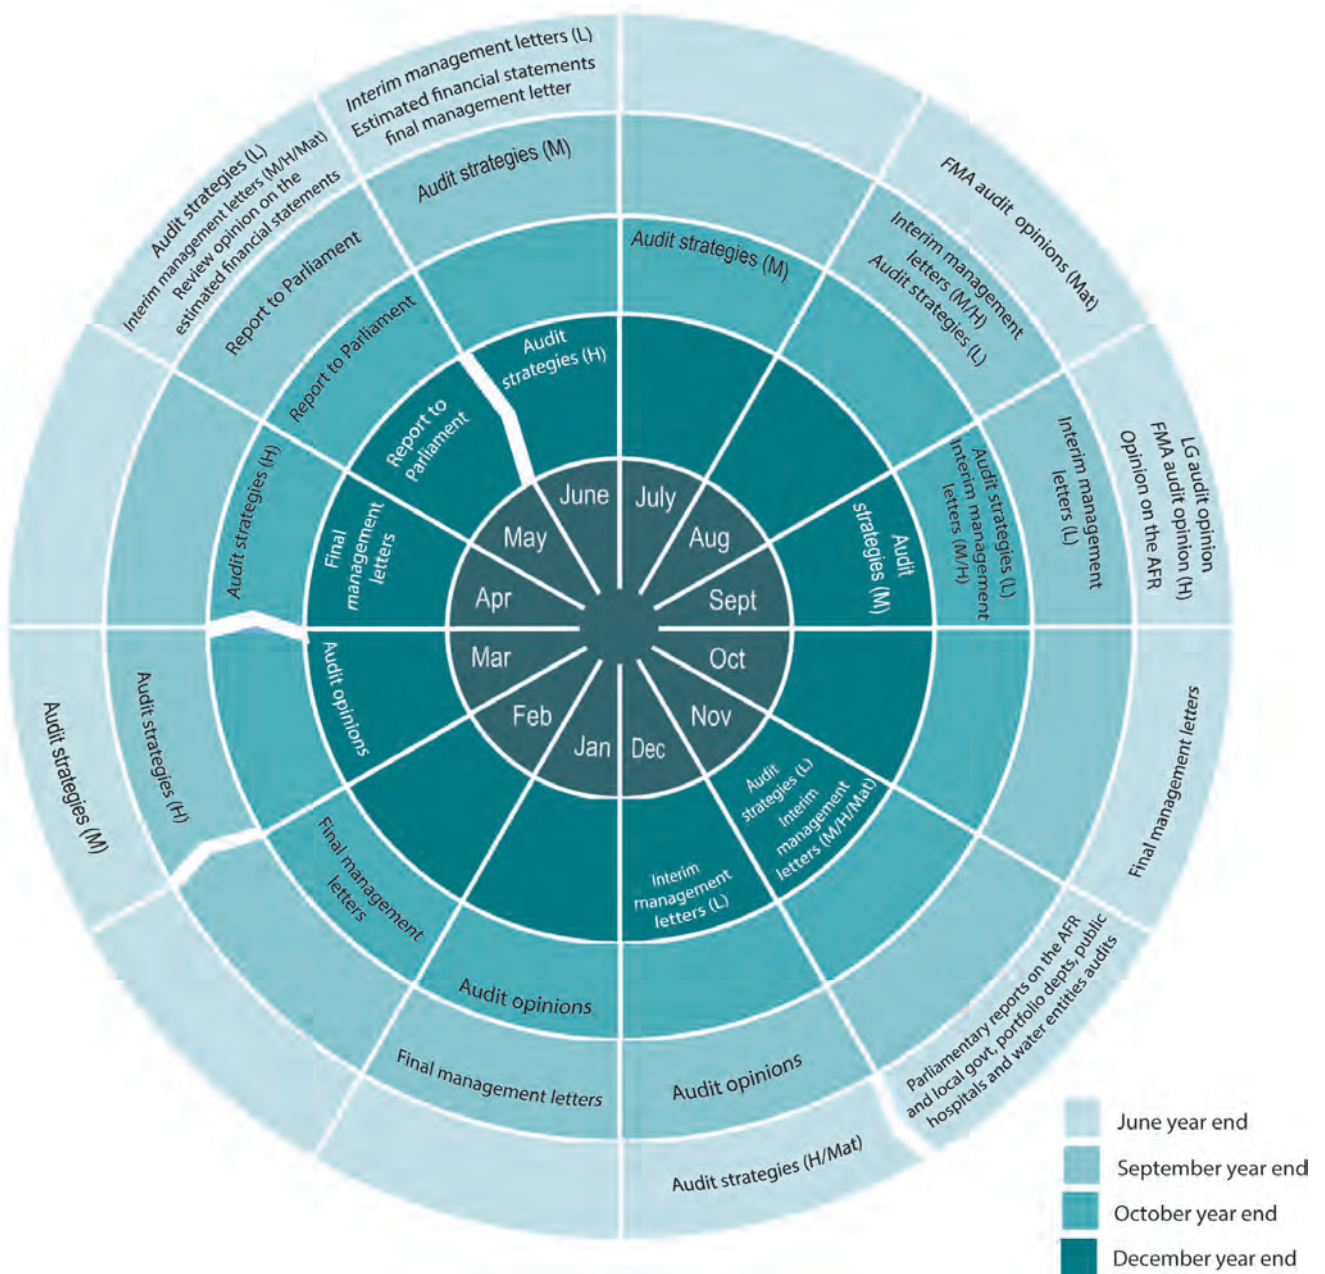 Interim management letters (L)
Estimated financial statements
final management letter
Audit strategies (M)
Audit
strategies (H)
Audit strategies (M)
FMA audit opinions (Mat)
Interim management
letters (M/H)
Audit strategies (L)
LG audit opinion
FMA audit opinion (H)
Opinion on the AFR
Interim management
letters (L)
Audit strategies (L)
Interim management
letters (M/H)
Audit
strategies (M)
Final management letters
Parliamentary reports on the AFR
and local govt, portfolio depts, public
hospitals and water entities audits
Audit
strategies (L)
Interim
management
letters (M/H/Mat)
Interim
management
letters (L)
Audit opinions
Audit strategies (H/Mat)
Audit opinions
Final management letters
Final management
letters
Audit opinions
Audit strategies (H)
Audit strategies (M)
Final
management
letters
Audit strategies (H)
Report to
Parliament
Report to Parliament
Report to Parliament
Audit strategies (L)
Interim management letters (M/H/Mat)
Review opinion on the
estimated financial statements
June
July
Aug
Sept
Oct
Nov
Dec
Jan
Feb
Mar
Apr
May
June year end
September year end
October year end
December year end